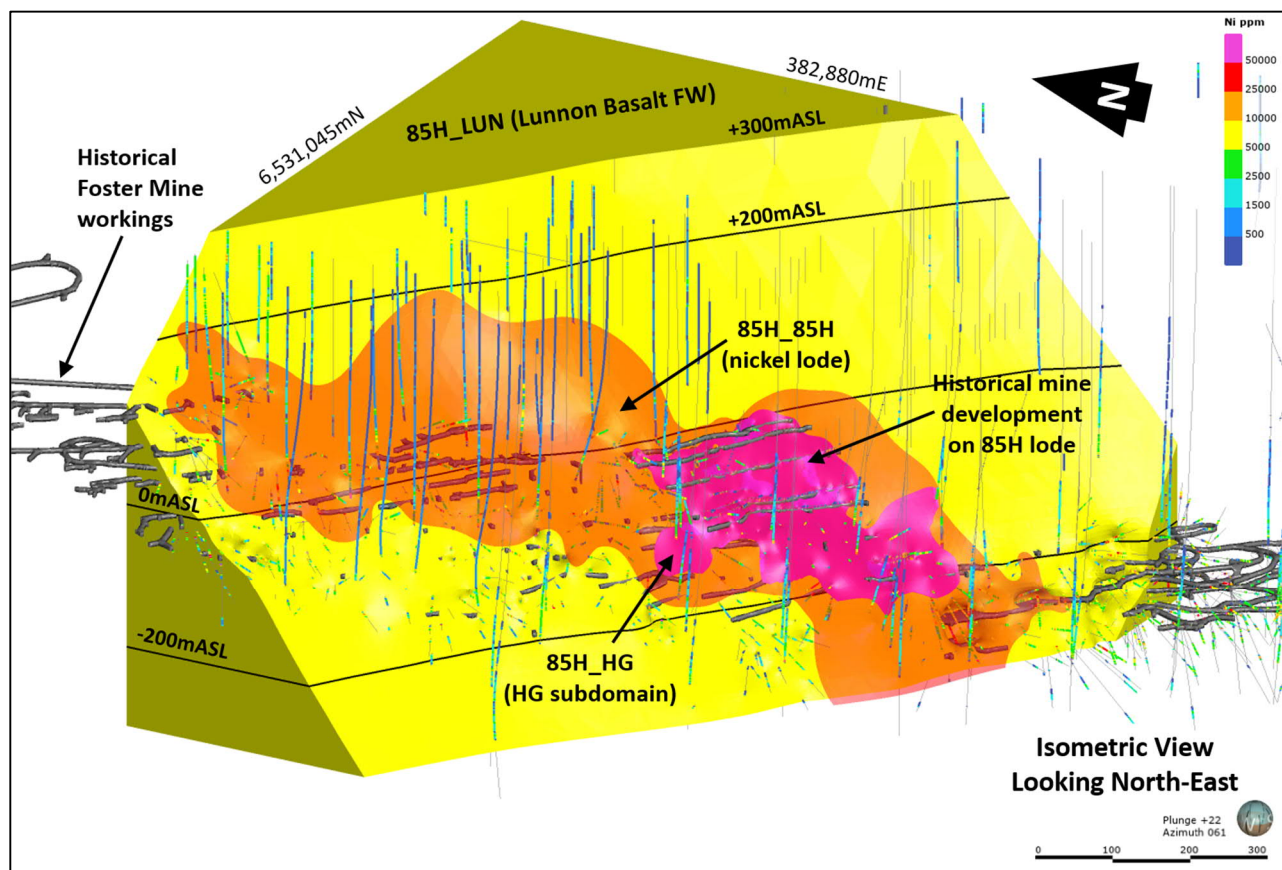 Ni ppm
50000
25000
10000
5000
2500
1500
500
N
382,880mE
6,531,045mN
85H_LUN (Lunnon Basalt FW)
+300mASL
+200mASL
Historical
Foster Mine
workings
85H_85H
(nickel lode)
Historical mine
development
on 85H lode
0mASL
-200mASL
85H_HG
(HG subdomain)
Isometric View
Looking North-East
Plunge +22
Azimuth 061
0 100 200 300